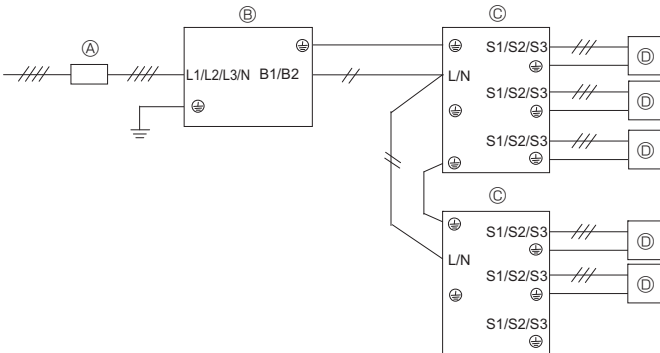 Ⓐ
Ⓑ
L1/L2/L3/N B1/B2
Ⓒ
S1/S2/S3
L/N
S1/S2/S3
S1/S2/S3
Ⓓ
Ⓓ
Ⓓ
Ⓒ
S1/S2/S3
L/N
S1/S2/S3
S1/S2/S3
Ⓓ
Ⓓ